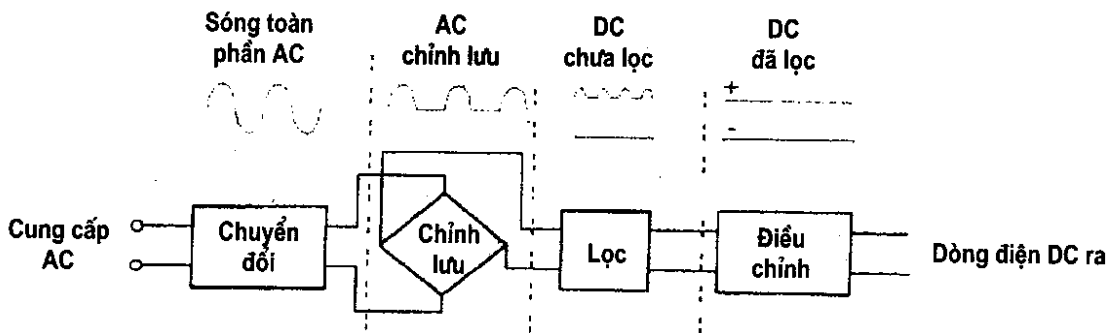 Sóng toàn
phần AC
AC
chỉnh lưu
DC
chưa lọc
DC
đã lọc
+
-
Cung cấp
AC
Chuyển
đổi
Chỉnh
lưu
Lọc
Điều
chỉnh
Dòng điện DC ra